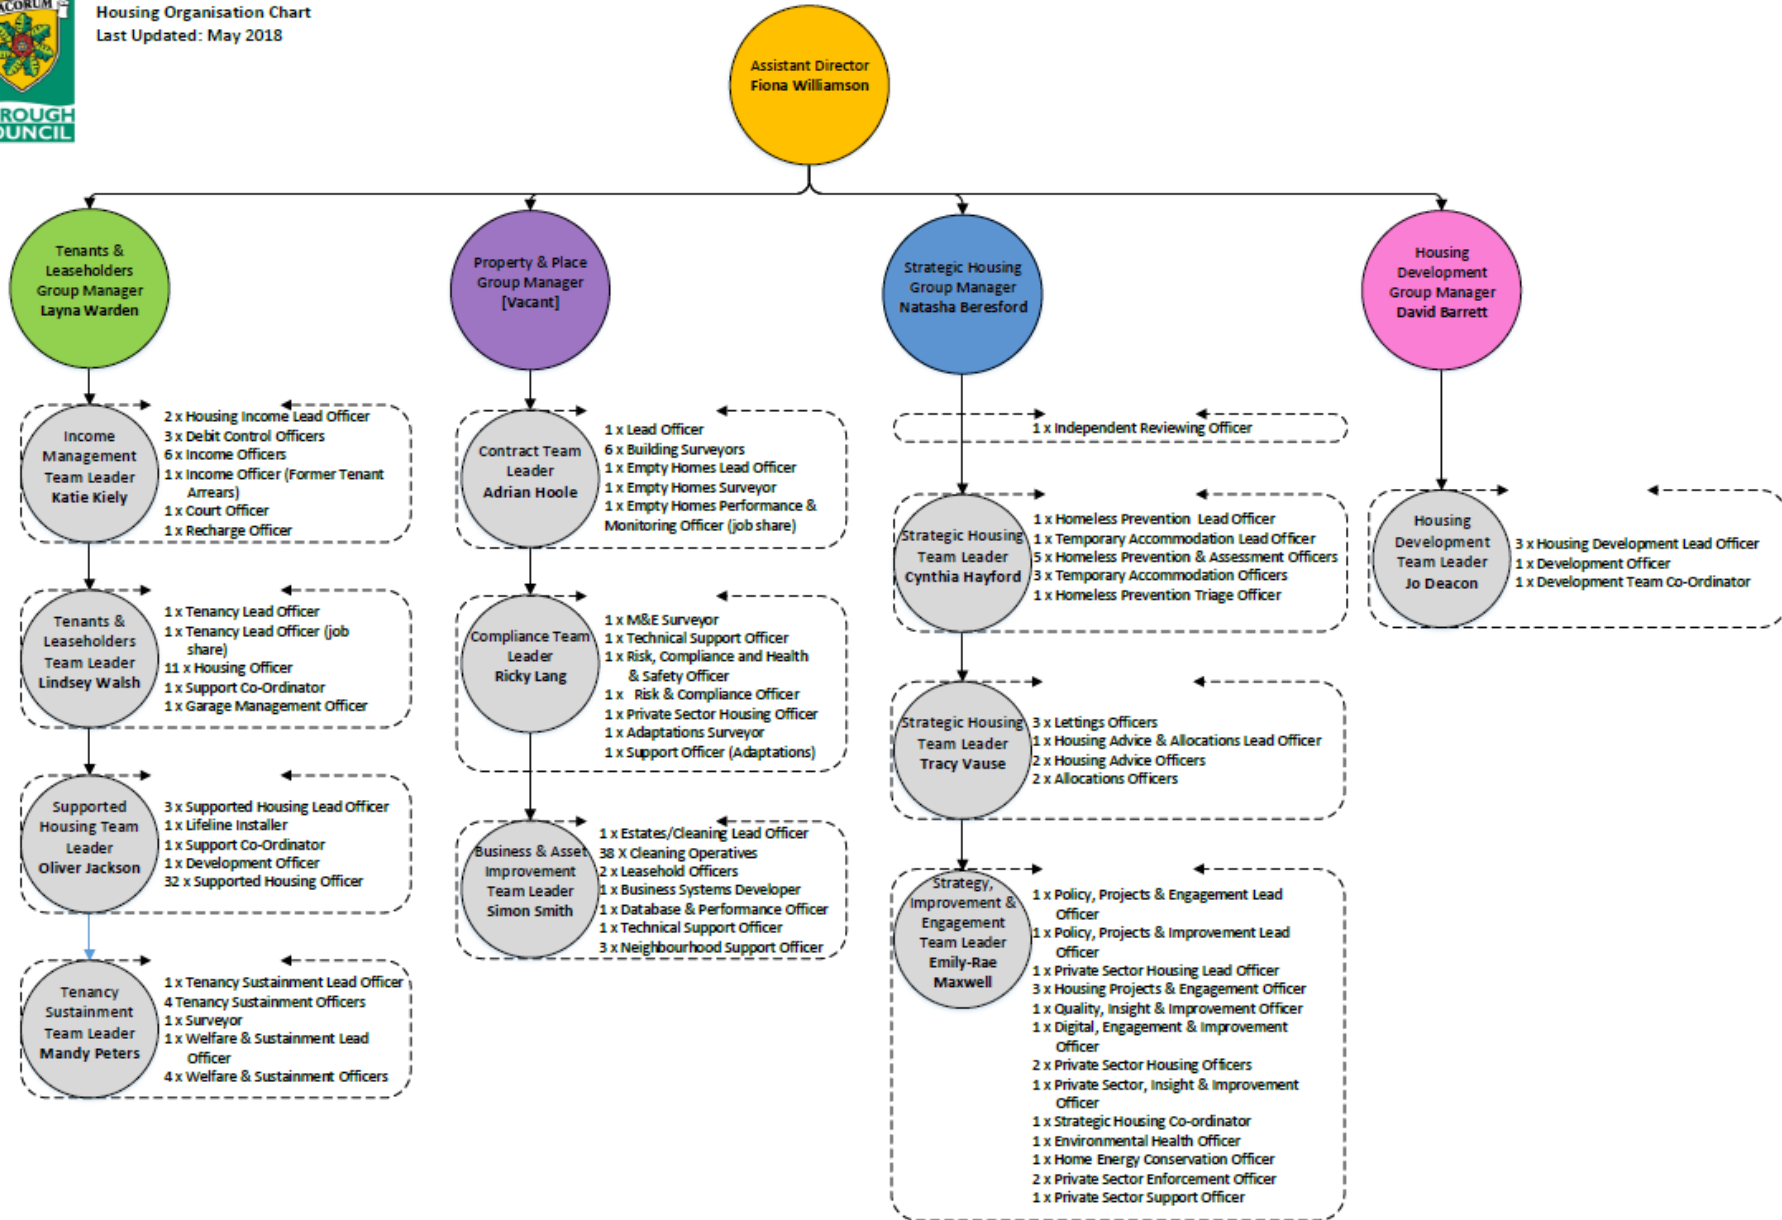 ACORUM
ROUGH
OUNCIL
Housing Organisation Chart
Last Updated: May 2018
Assistant Director
Fiona Williamson
Tenants &
Leaseholders
Group Manager
Layna Warden
Property & Place
Group Manager
[Vacant]
Strategic Housing
Group Manager
Natasha Beresford
Housing
Development
Group Manager
David Barrett
Income
Management
Team Leader
Katie Kiely
2 x Housing Income Lead Officer
3 x Debit Control Officers
6 x Income Officers
1 x Income Officer (Former Tenant
Arrears)
1 x Court Officer
1 x Recharge Officer
Tenants &
Leaseholders
Team Leader
Lindsey Walsh
1 x Tenancy Lead Officer
1 x Tenancy Lead Officer (job
share)
11 x Housing Officer
1 x Support Co-Ordinator
1 x Garage Management Officer
Supported
Housing Team
Leader
Oliver Jackson
3 x Supported Housing Lead Officer
1 x Lifeline Installer
1 x Support Co-Ordinator
1 x Development Officer
32 x Supported Housing Officer
Tenancy
Sustainment
Team Leader
Mandy Peters
1 x Tenancy Sustainment Lead Officer
4 Tenancy Sustainment Officers
1 x Surveyor
1 x Welfare & Sustainment Lead
Officer
4 x Welfare & Sustainment Officers
Contract Team
Leader
Adrian Hoole
1 x Lead Officer
6 x Building Surveyors
1 x Empty Homes Lead Officer
1 x Empty Homes Surveyor
1 x Empty Homes Performance &
Monitoring Officer (job share)
Compliance Team
Leader
Ricky Lang
1 x M&E Surveyor
1 x Technical Support Officer
1 x Risk, Compliance and Health
& Safety Officer
1 x Risk & Compliance Officer
1 x Private Sector Housing Officer
1 x Adaptations Surveyor
1 x Support Officer (Adaptations)
Business & Asset
Improvement
Team Leader
Simon Smith
1 x Estates/Cleaning Lead Officer
38 X Cleaning Operatives
2 x Leasehold Officers
1 x Business Systems Developer
1 x Database & Performance Officer
1 x Technical Support Officer
3 x Neighbourhood Support Officer
1 x Independent Reviewing Officer
Strategic Housing
Team Leader
Cynthia Hayford
1 x Homeless Prevention Lead Officer
1 x Temporary Accommodation Lead Officer
5 x Homeless Prevention & Assessment Officers
3 x Temporary Accommodation Officers
1 x Homeless Prevention Triage Officer
Strategic Housing
Team Leader
Tracy Vause
3 x Lettings Officers
1 x Housing Advice & Allocations Lead Officer
2 x Housing Advice Officers
2 x Allocations Officers
Strategy,
Improvement &
Engagement
Team Leader
Emily-Rae
Maxwell
1 x Policy, Projects & Engagement Lead
Officer
1 x Policy, Projects & Improvement Lead
Officer
1 x Private Sector Housing Lead Officer
3 x Housing Projects & Engagement Officer
1 x Quality, Insight & Improvement Officer
1 x Digital, Engagement & Improvement
Officer
2 x Private Sector Housing Officers
1 x Private Sector, Insight & Improvement
Officer
1 x Strategic Housing Co-ordinator
1 x Environmental Health Officer
1 x Home Energy Conservation Officer
2 x Private Sector Enforcement Officer
1 x Private Sector Support Officer
Housing
Development
Team Leader
Jo Deacon
3 x Housing Development Lead Officer
1 x Development Officer
1 x Development Team Co-Ordinator